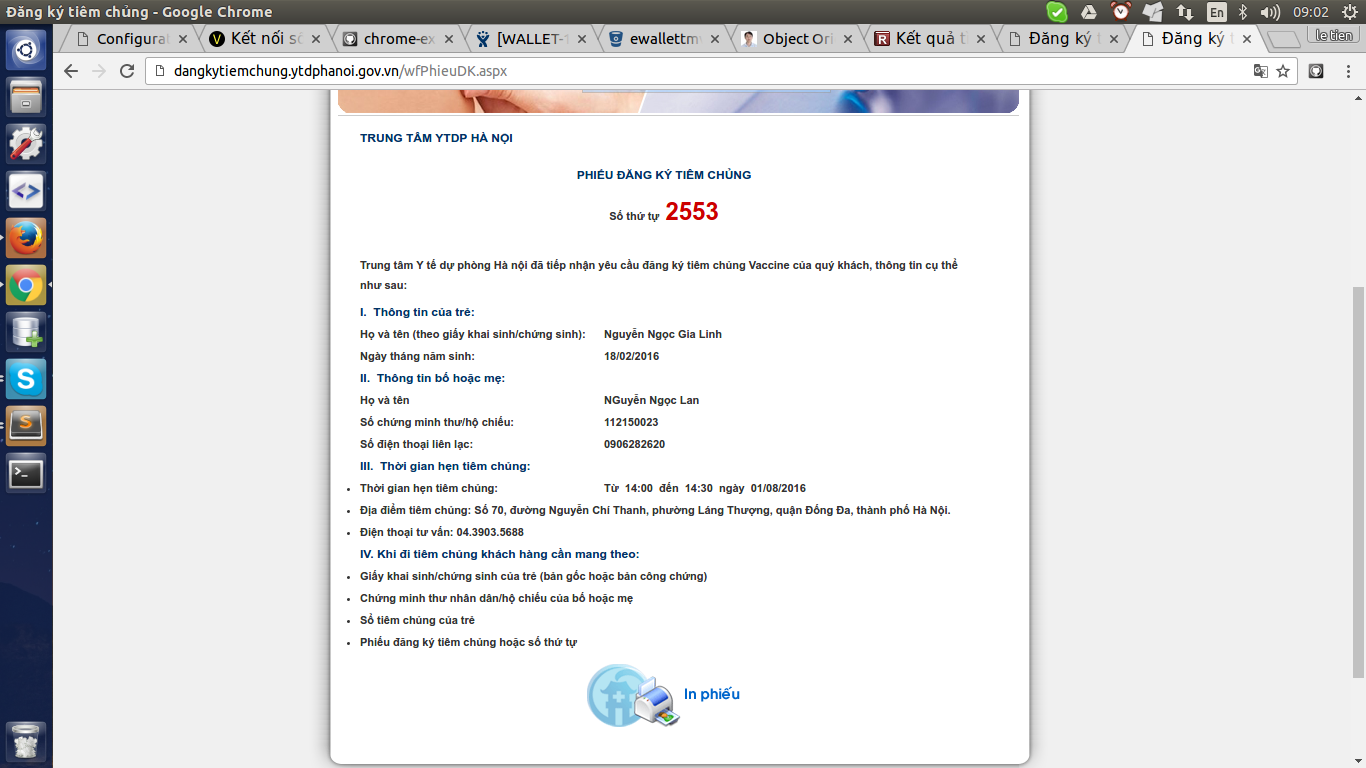 Đăng ký tiêm chủng - Google Chrome
En
09:02
Configurat
Kết nối số
chrome-ex
[WALLET-1
ewallettmv
Object Ori
Kết quả t
Đăng ký t
Đăng ký t
le tien
dangkytiemchung.ytdphanoi.gov.vn/wfPhieuDK.aspx
TRUNG TÂM YTDP HÀ NỘI
PHIẾU ĐĂNG KÝ TIÊM CHỦNG
Số thứ tự 2553
Trung tâm Y tế dự phòng Hà nội đã tiếp nhận yêu cầu đăng ký tiêm chủng Vaccine của quý khách, thông tin cụ thể
như sau:
I. Thông tin của trẻ:
Họ và tên (theo giấy khai sinh/chứng sinh): Nguyễn Ngọc Gia Linh
Ngày tháng năm sinh: 18/02/2016
II. Thông tin bố hoặc mẹ:
Họ và tên NGuyễn Ngọc Lan
Số chứng minh thư/hộ chiếu: 112150023
Số điện thoại liên lạc: 0906282620
III. Thời gian hẹn tiêm chủng:
• Thời gian hẹn tiêm chủng: Từ 14:00 đến 14:30 ngày 01/08/2016
• Địa điểm tiêm chủng: Số 70, đường Nguyễn Chí Thanh, phường Láng Thượng, quận Đống Đa, thành phố Hà Nội.
• Điện thoại tư vấn: 04.3903.5688
IV. Khi đi tiêm chủng khách hàng cần mang theo:
• Giấy khai sinh/chứng sinh của trẻ (bản gốc hoặc bản công chứng)
• Chứng minh thư nhân dân/hộ chiếu của bố hoặc mẹ
• Sổ tiêm chủng của trẻ
• Phiếu đăng ký tiêm chủng hoặc số thứ tự
In phiếu